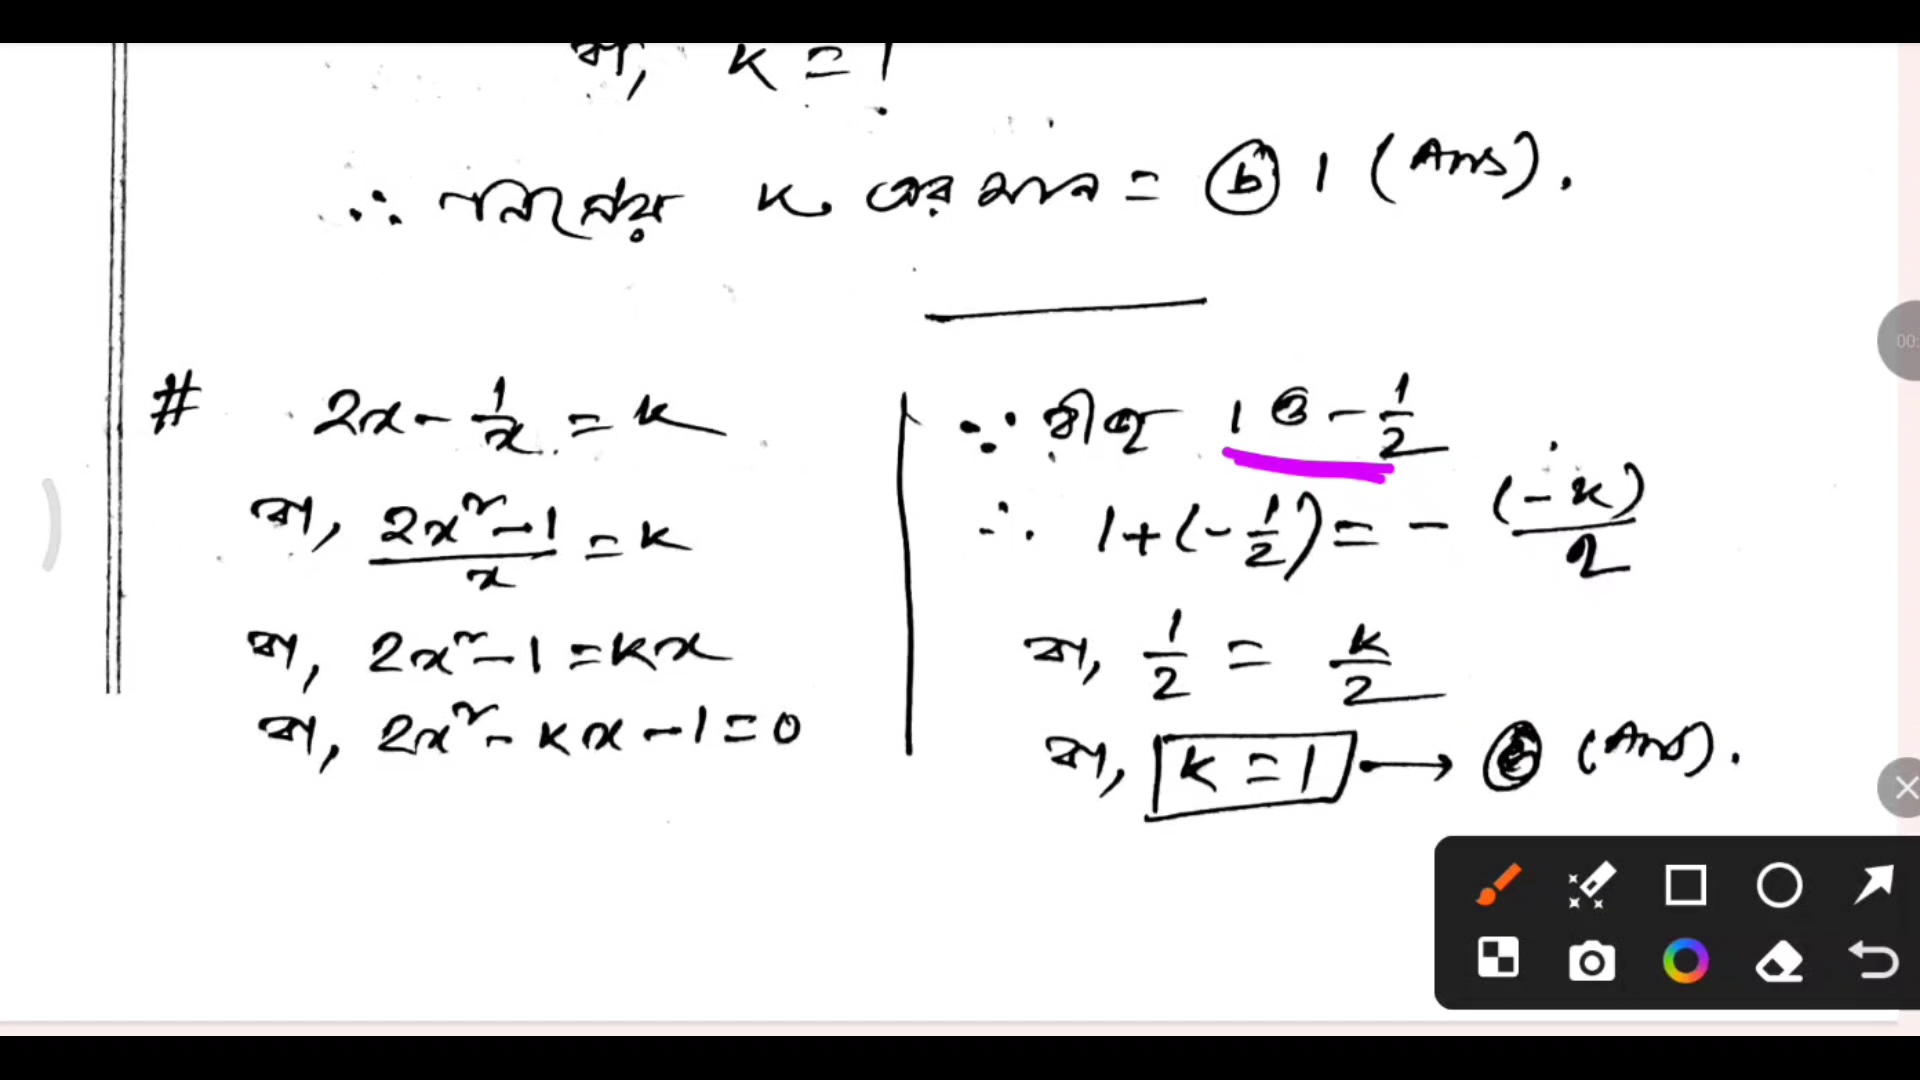 বা, k = 1
∴ নির্ণেয় k এর মান = ⓑ 1 (Ans).
# 2x - 1/x = k
বা, (2x² - 1)/x = k
বা, 2x² - 1 = kx
বা, 2x² - kx - 1 = 0
∵ বীজ 1 ও - 1/2
∴ 1 + (- 1/2) = - (-k)/2
বা, 1/2 = k/2
বা, k = 1 → (Ans).
00: